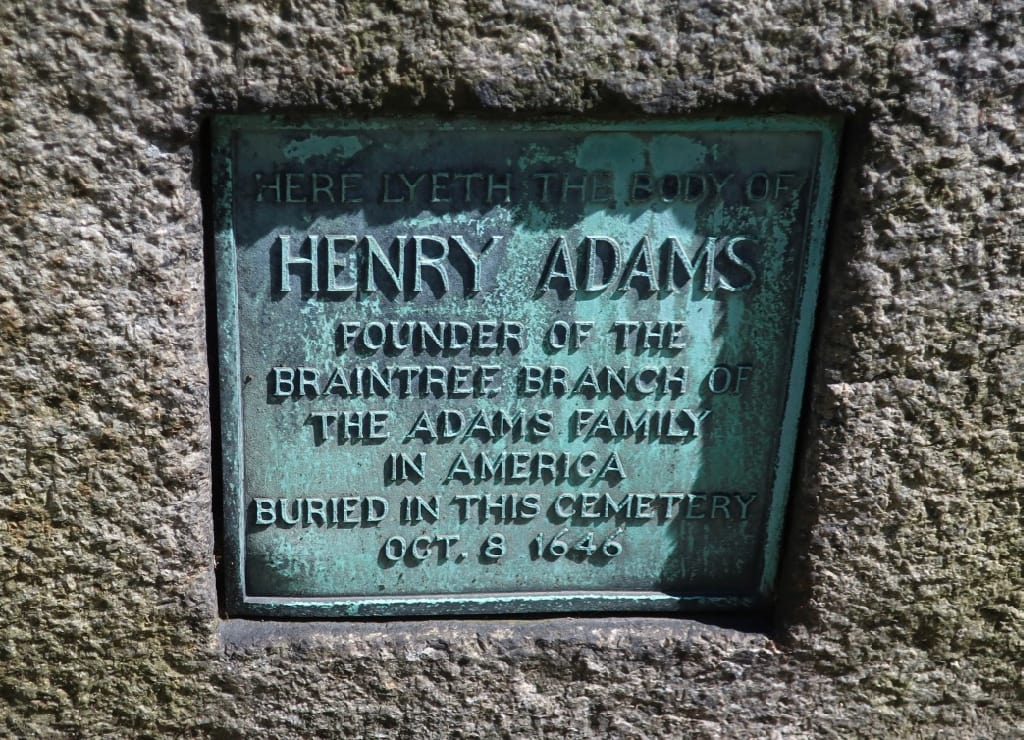 HERE LYETH THE BODY OF
HENRY ADAMS
FOUNDER OF THE
BRAINTREE BRANCH OF
THE ADAMS FAMILY
IN AMERICA
BURIED IN THIS CEMETERY
OCT. 8 1646